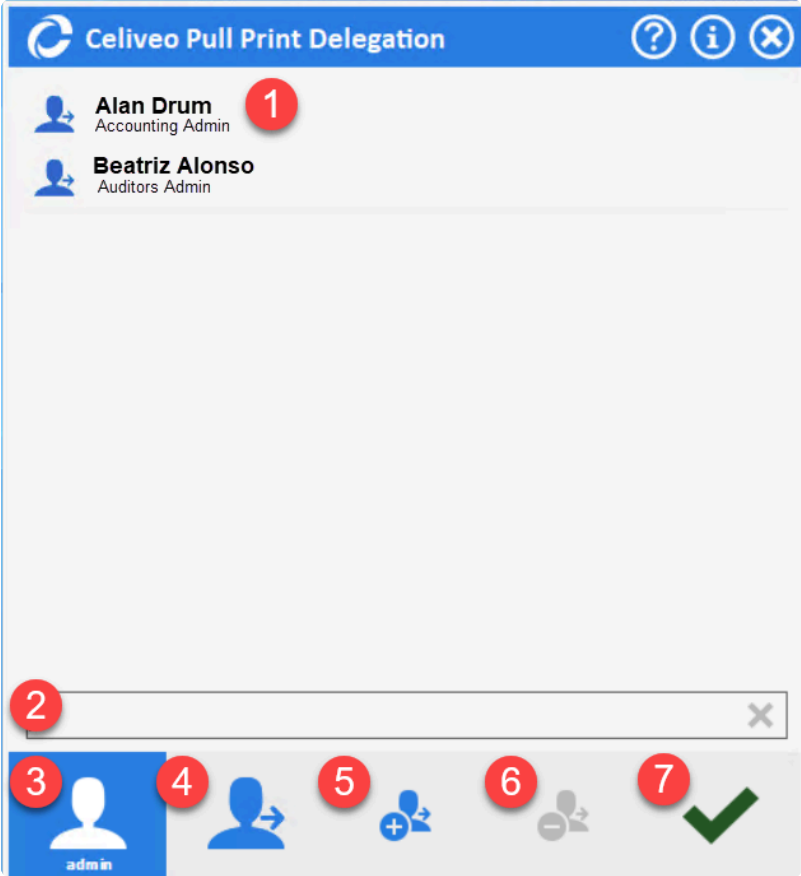 Celiveo Pull Print Delegation ? i
Alan Drum 1
Accounting Admin
Beatriz Alonso
Auditors Admin
2
3 4 5 6 7
admin